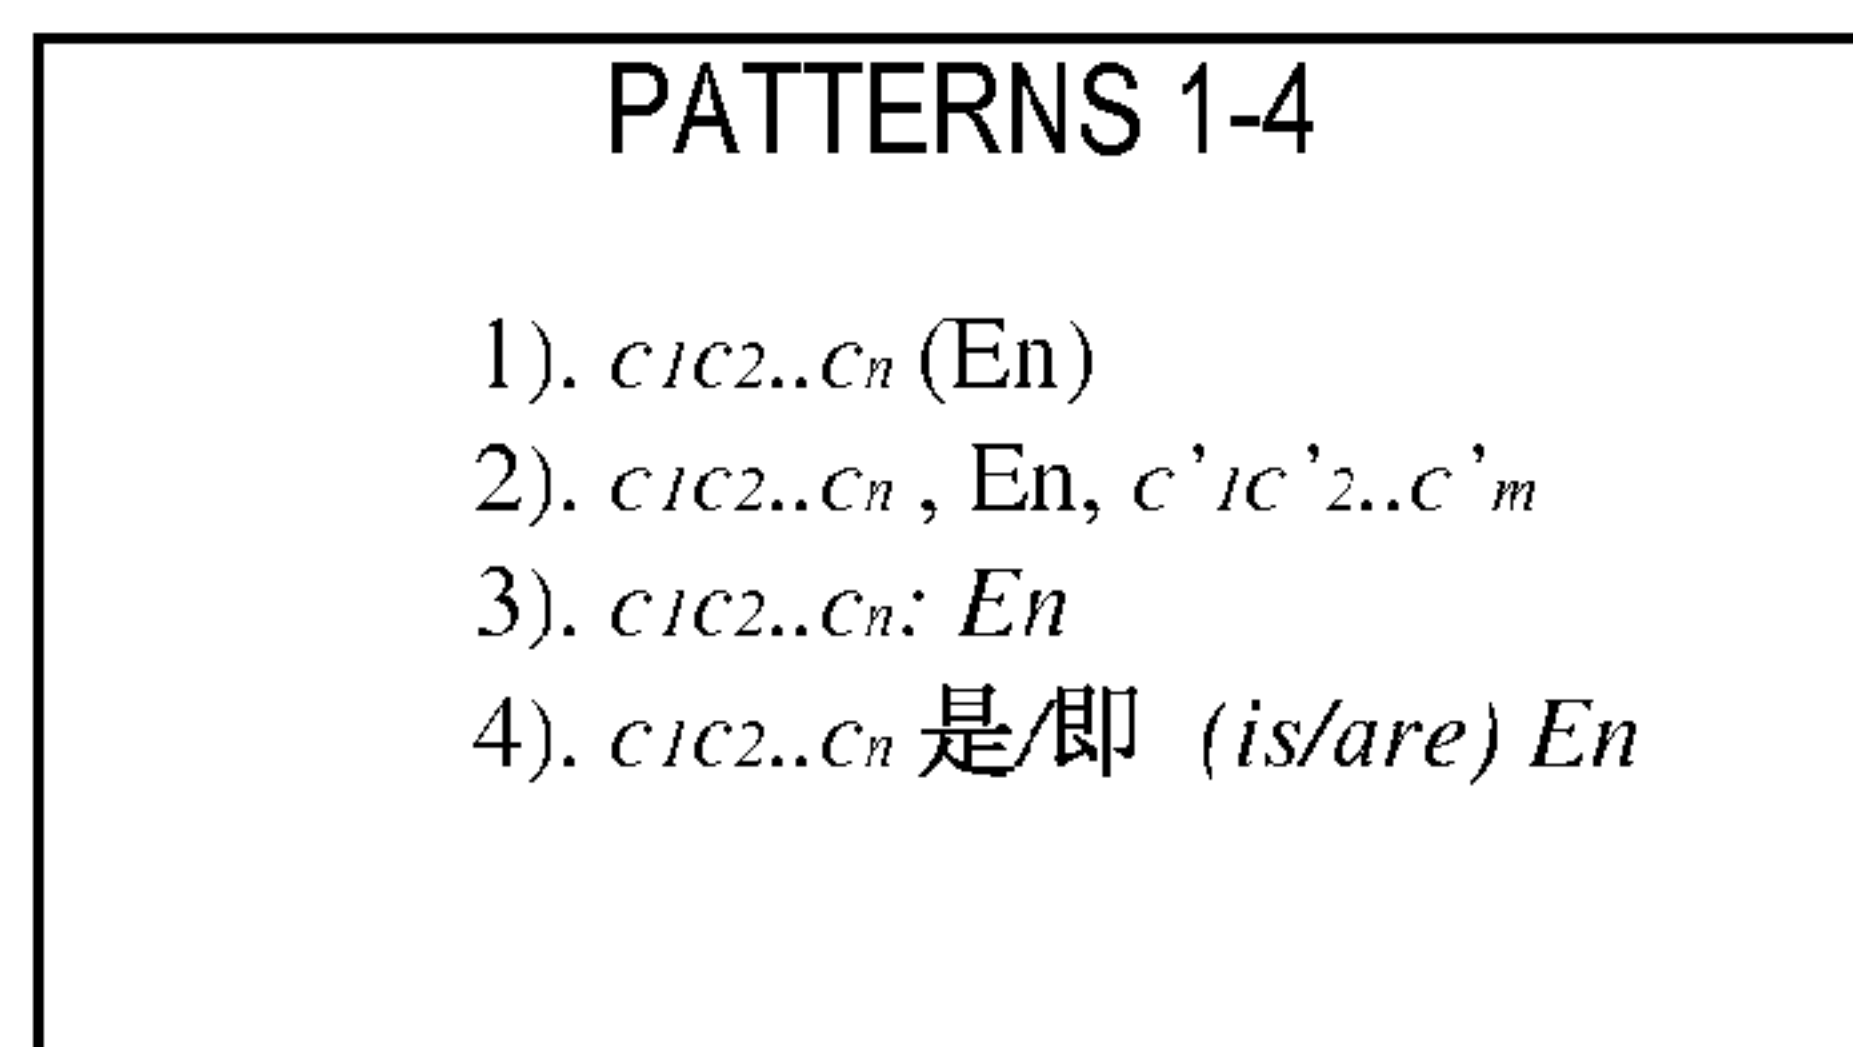 PATTERNS 1-4
1). c1c2..cn (En)
2). c1c2..cn , En, c'1c'2..c'm
3). c1c2..cn: En
4). c1c2..cn 是/即 (is/are) En